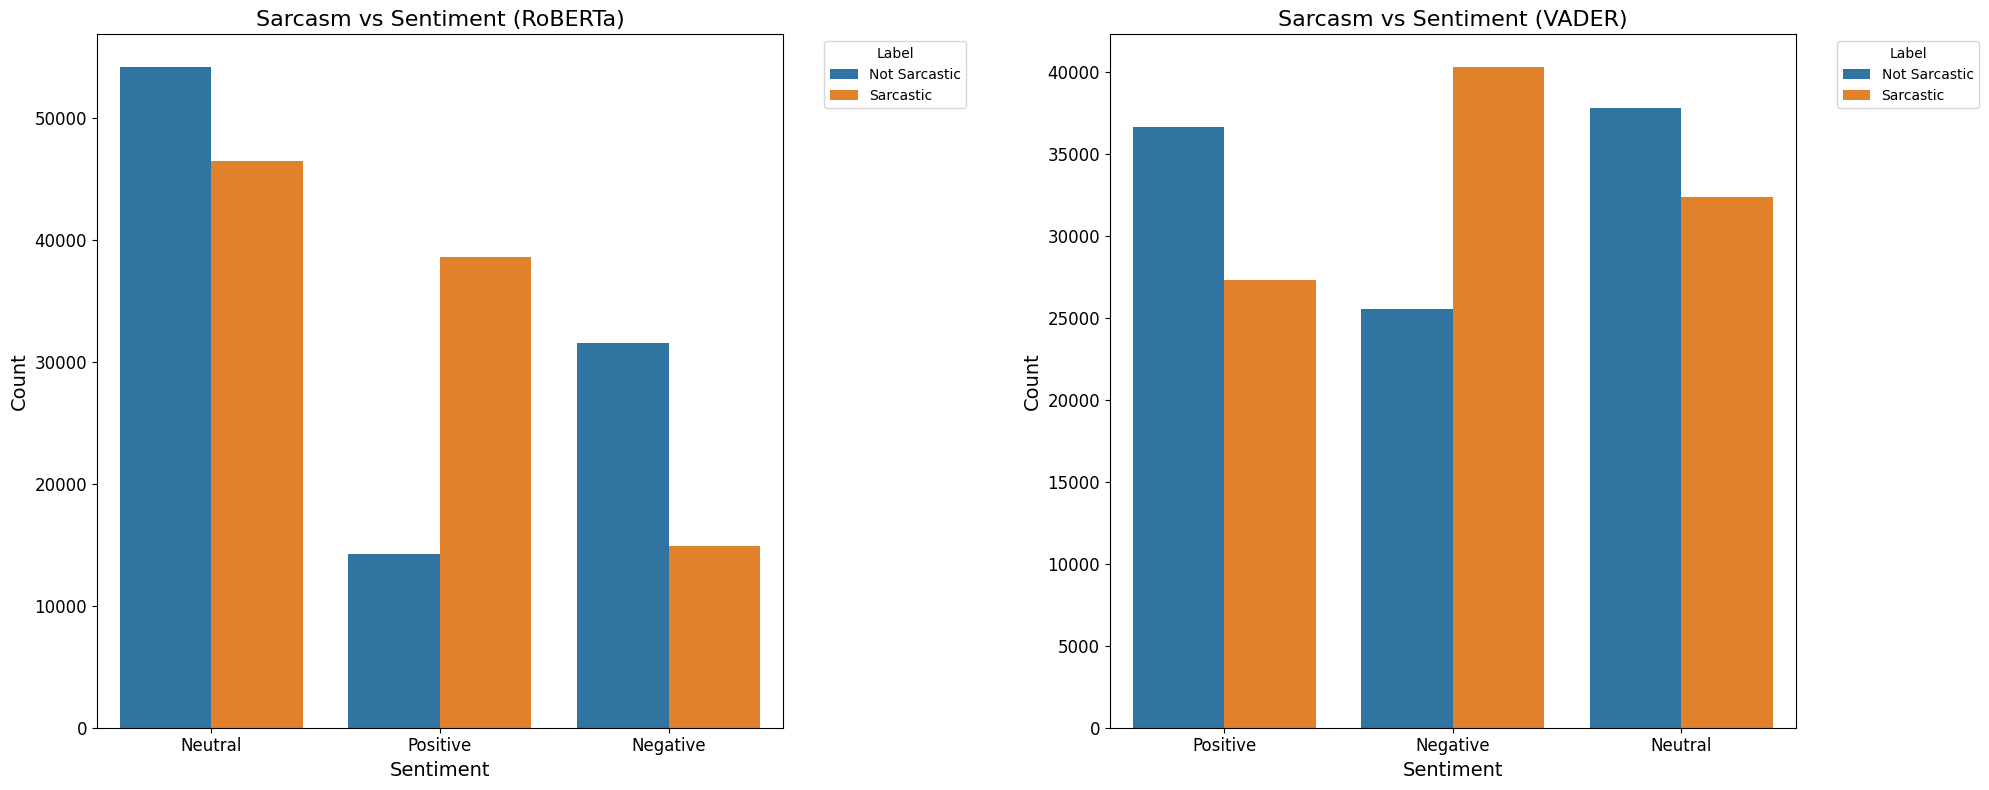 Sarcasm vs Sentiment (RoBERTa)
Count
50000
40000
30000
20000
10000
0
Neutral
Positive
Negative
Sentiment
Label
Not Sarcastic
Sarcastic
Sarcasm vs Sentiment (VADER)
Count
40000
35000
30000
25000
20000
15000
10000
5000
0
Positive
Negative
Neutral
Sentiment
Label
Not Sarcastic
Sarcastic